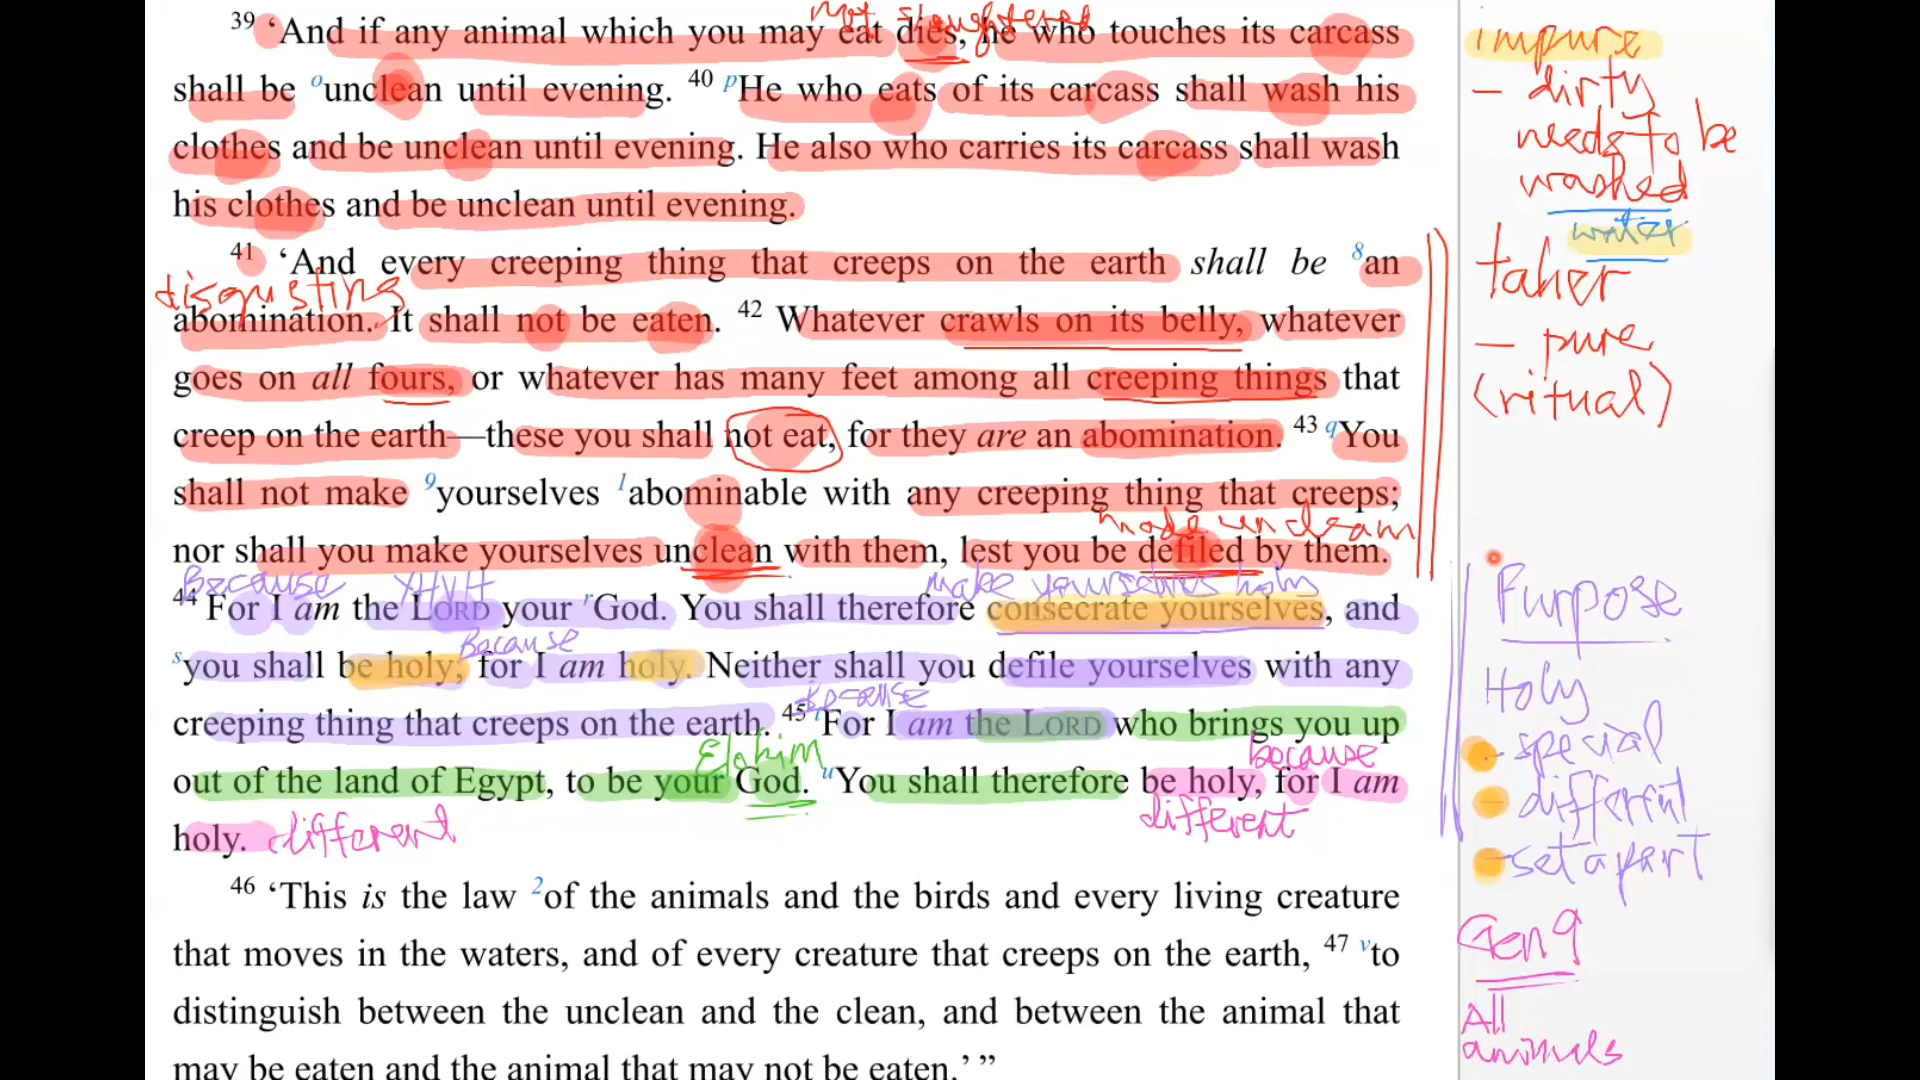 not slaughtered
39 ‘And if any animal which you may eat dies, he who touches its carcass
shall be o unclean until evening. 40 p He who eats of its carcass shall wash his
clothes and be unclean until evening. He also who carries its carcass shall wash
his clothes and be unclean until evening.
41 ‘And every creeping thing that creeps on the earth shall be 8 an
disgusting
abomination. It shall not be eaten. 42 Whatever crawls on its belly, whatever
goes on all fours, or whatever has many feet among all creeping things that
creep on the earth—these you shall not eat, for they are an abomination. 43 q You
shall not make 9 yourselves 1 abominable with any creeping thing that creeps;
made unclean
nor shall you make yourselves unclean with them, lest you be defiled by them.
Because YHVH make yourselves holy
44 For I am the LORD your r God. You shall therefore consecrate yourselves, and
Because
s you shall be holy; for I am holy. Neither shall you defile yourselves with any
Because
creeping thing that creeps on the earth. 45 t For I am the LORD who brings you up
Elohim because
out of the land of Egypt, to be your God. u You shall therefore be holy, for I am
different
holy. different
46 ‘This is the law 2 of the animals and the birds and every living creature
that moves in the waters, and of every creature that creeps on the earth, 47 v to
distinguish between the unclean and the clean, and between the animal that
may be eaten and the animal that may not be eaten.’ ”
impure
- dirty
needs to be
washed
water
taher
- pure
(ritual)
Purpose
Holy
- special
- different
- set apart
Gen 9
All
animals